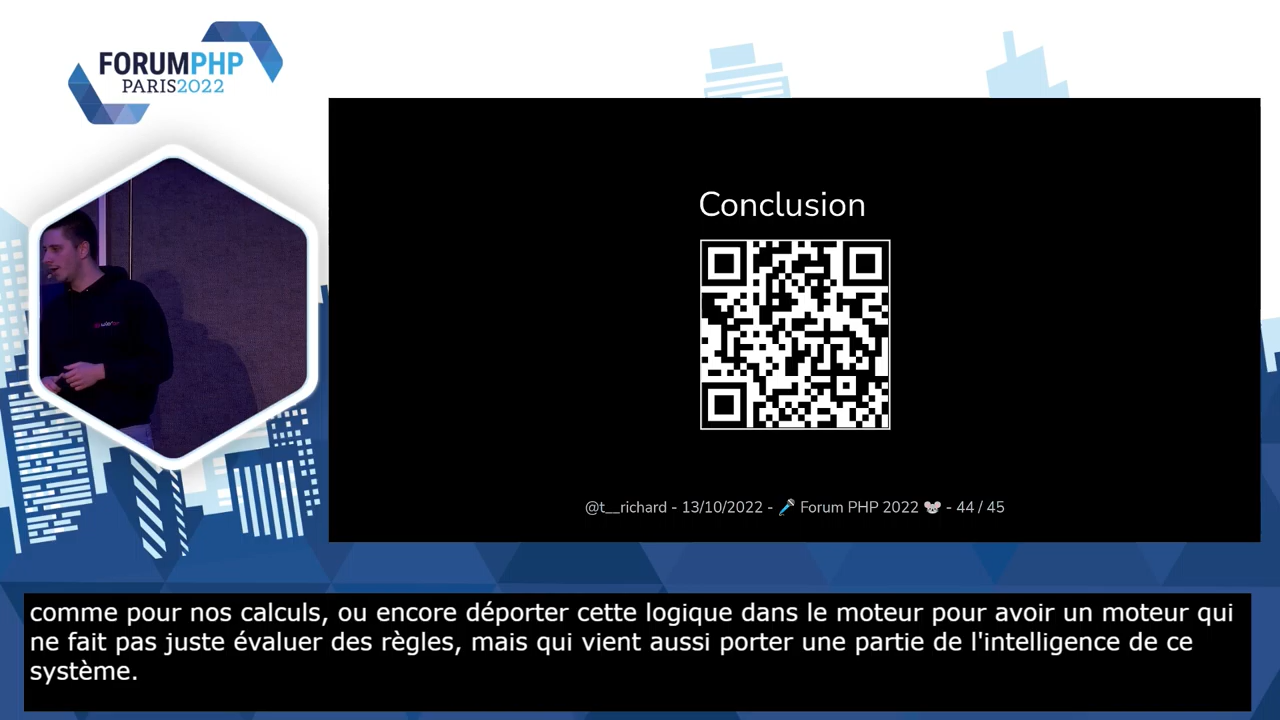 FORUMPHP
PARIS2022
Conclusion
@t__richard - 13/10/2022 - 🎤 Forum PHP 2022 🐭 - 44 / 45
comme pour nos calculs, ou encore déporter cette logique dans le moteur pour avoir un moteur qui
ne fait pas juste évaluer des règles, mais qui vient aussi porter une partie de l'intelligence de ce
système.